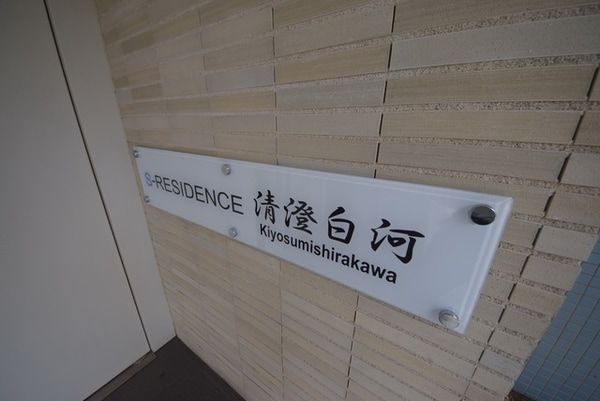 S-RESIDENCE 清澄白河
Kiyosumishirakawa